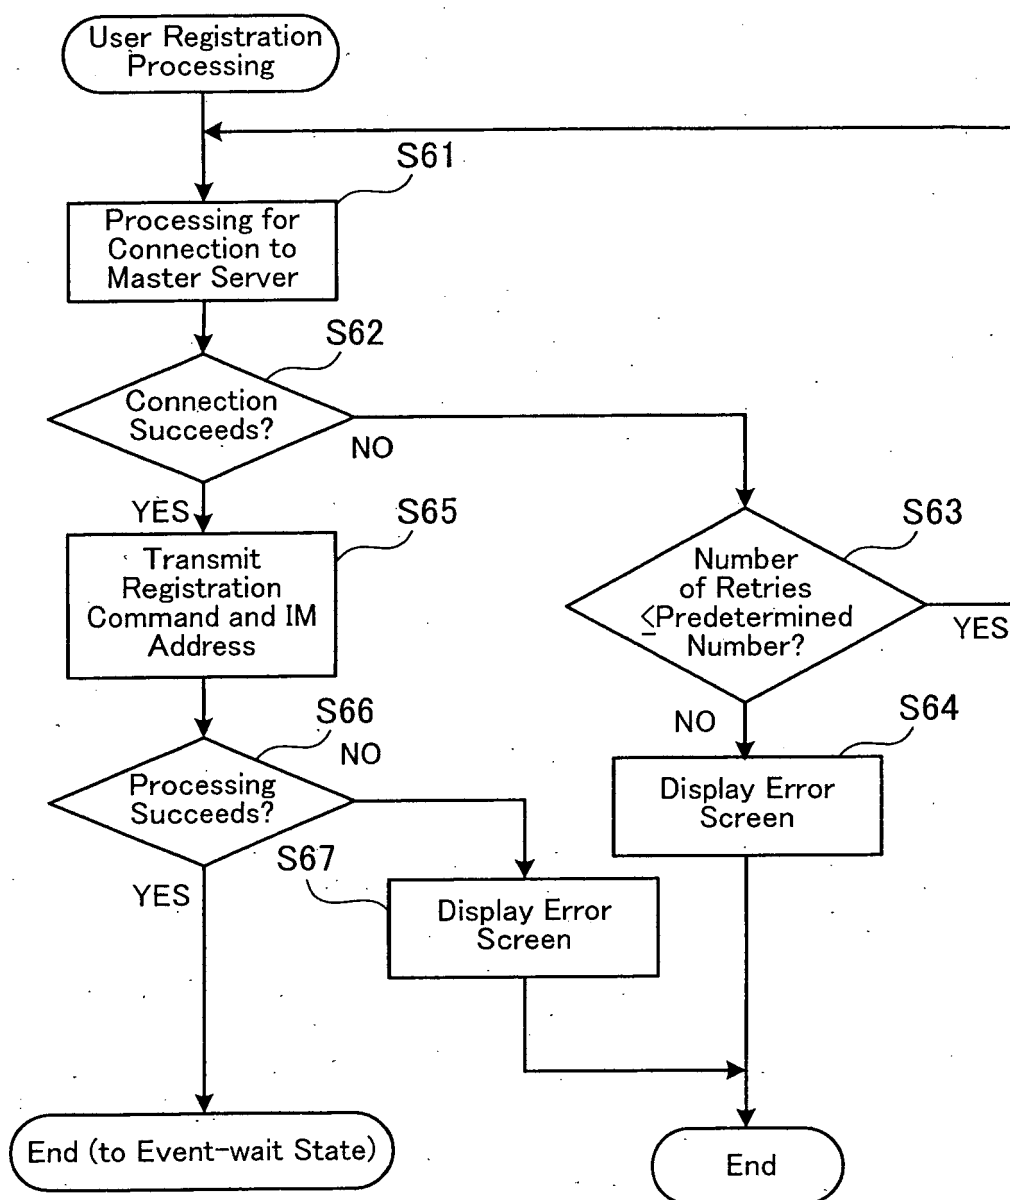 User Registration
Processing
S61
Processing for
Connection to
Master Server
S62
Connection
Succeeds?
NO
YES
S65
Transmit
Registration
Command and IM
Address
S63
Number
of Retries
≤Predetermined
Number?
YES
NO
S64
Display Error
Screen
S66
NO
Processing
Succeeds?
YES
S67
Display Error
Screen
End (to Event-wait State)
End